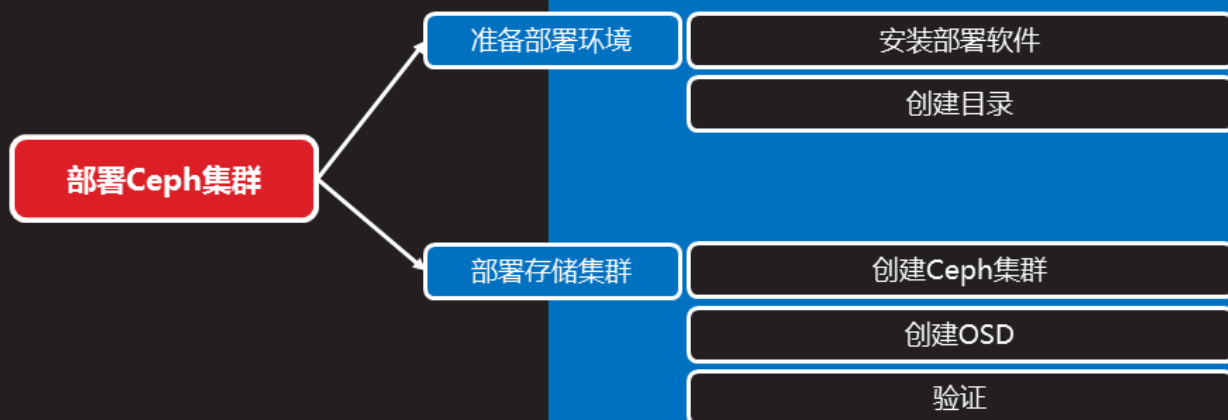 部署Ceph集群
准备部署环境
安装部署软件
创建目录
部署存储集群
创建Ceph集群
创建OSD
验证